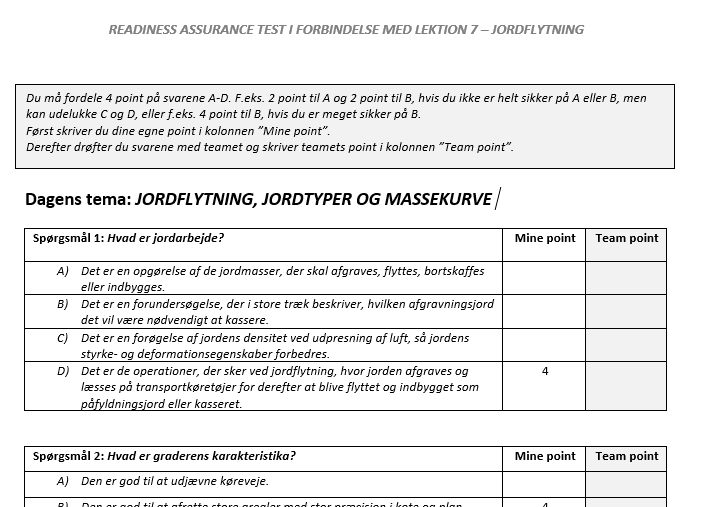 READINESS ASSURANCE TEST I FORBINDELSE MED LEKTION 7 – JORDFLYTNING
Du må fordele 4 point på svarene A-D. F.eks. 2 point til A og 2 point til B, hvis du ikke er helt sikker på A eller B, men
kan udelukke C og D, eller f.eks. 4 point til B, hvis du er meget sikker på B.
Først skriver du dine egne point i kolonnen ”Mine point”.
Derefter drøfter du svarene med teamet og skriver teamets point i kolonnen ”Team point”.
Dagens tema: JORDFLYTNING, JORDTYPER OG MASSEKURVE
Spørgsmål 1: Hvad er jordarbejde? Mine point Team point
A) Det er en opgørelse af de jordmasser, der skal afgraves, flyttes, bortskaffes
eller indbygges.
B) Det er en forundersøgelse, der i store træk beskriver, hvilken afgravningsjord
det vil være nødvendigt at kassere.
C) Det er en forøgelse af jordens densitet ved udpresning af luft, så jordens
styrke- og deformationsegenskaber forbedres.
D) Det er de operationer, der sker ved jordflytning, hvor jorden afgraves og 4
læsses på transportkøretøjer for derefter at blive flyttet og indbygget som
påfyldningsjord eller kasseret.
Spørgsmål 2: Hvad er graderens karakteristika? Mine point Team point
A) Den er god til at udjævne køreveje.
B) Den er god til at afrette store arealer med stor præcision i kote og plan 4